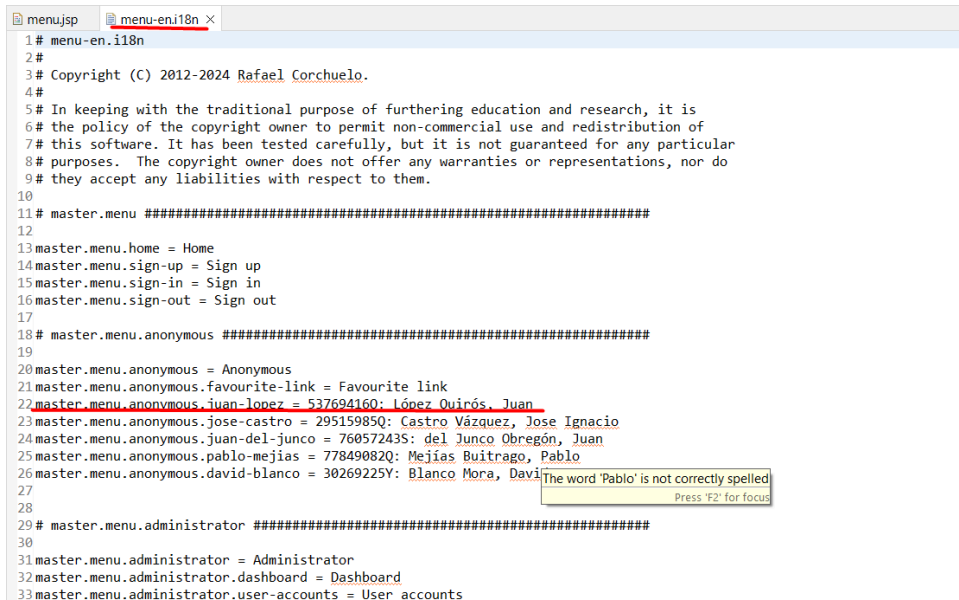 menu.jsp
menu-en.i18n
1 # menu-en.i18n
2 #
3 # Copyright (C) 2012-2024 Rafael Corchuelo.
4 #
5 # In keeping with the traditional purpose of furthering education and research, it is
6 # the policy of the copyright owner to permit non-commercial use and redistribution of
7 # this software. It has been tested carefully, but it is not guaranteed for any particular
8 # purposes.  The copyright owner does not offer any warranties or representations, nor do
9 # they accept any liabilities with respect to them.
10
11 # master.menu #################################################################
12
13 master.menu.home = Home
14 master.menu.sign-up = Sign up
15 master.menu.sign-in = Sign in
16 master.menu.sign-out = Sign out
17
18 # master.menu.anonymous #######################################################
19
20 master.menu.anonymous = Anonymous
21 master.menu.anonymous.favourite-link = Favourite link
22 master.menu.anonymous.juan-lopez = 53769416Q: López Quirós, Juan
23 master.menu.anonymous.jose-castro = 29515985Q: Castro Vázquez, Jose Ignacio
24 master.menu.anonymous.juan-del-junco = 76057243S: del Junco Obregón, Juan
25 master.menu.anonymous.pablo-mejias = 77849082Q: Mejías Buitrago, Pablo
26 master.menu.anonymous.david-blanco = 30269225Y: Blanco Mora, Davi
The word 'Pablo' is not correctly spelled
Press 'F2' for focus
27
28
29 # master.menu.administrator ###################################################
30
31 master.menu.administrator = Administrator
32 master.menu.administrator.dashboard = Dashboard
33 master.menu.administrator.user-accounts = User accounts